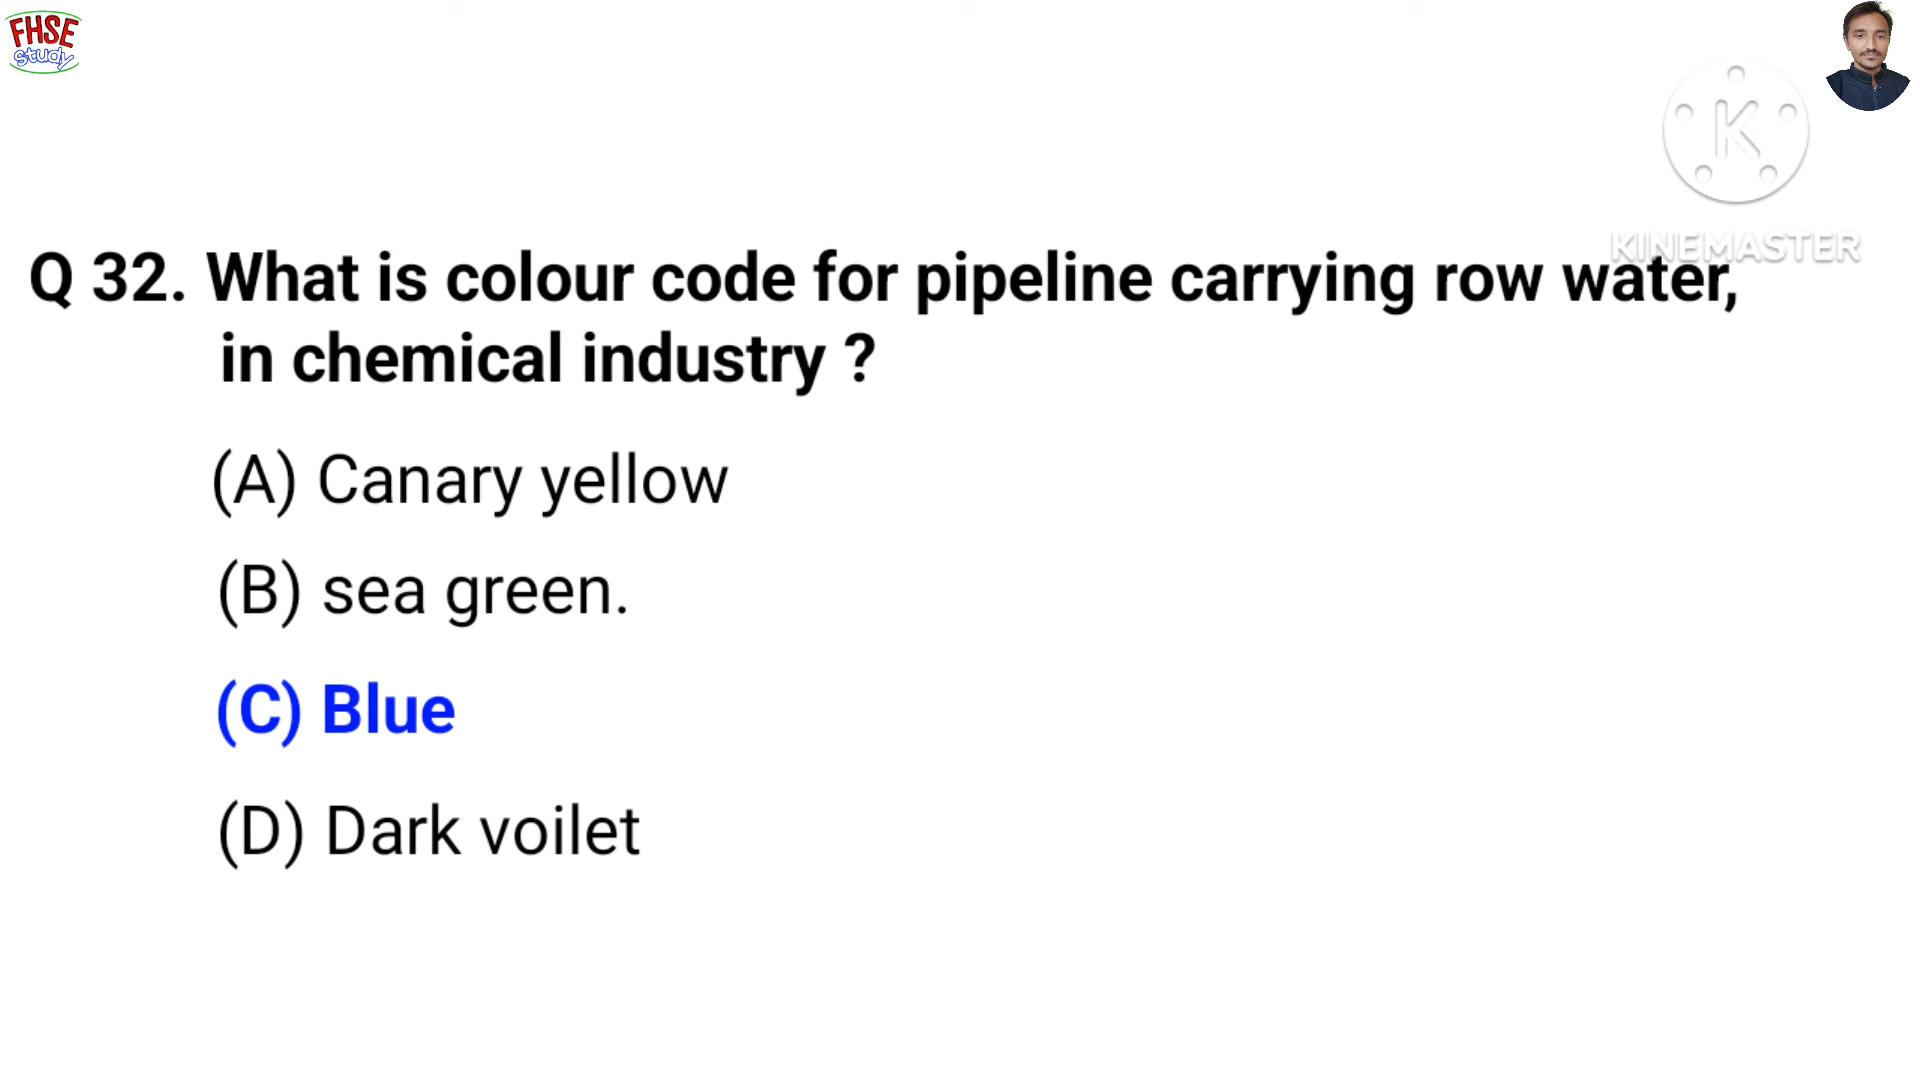 FHSE
Study
K
KINEMASTER
Q 32. What is colour code for pipeline carrying row water,
in chemical industry ?
(A) Canary yellow
(B) sea green.
(C) Blue
(D) Dark voilet